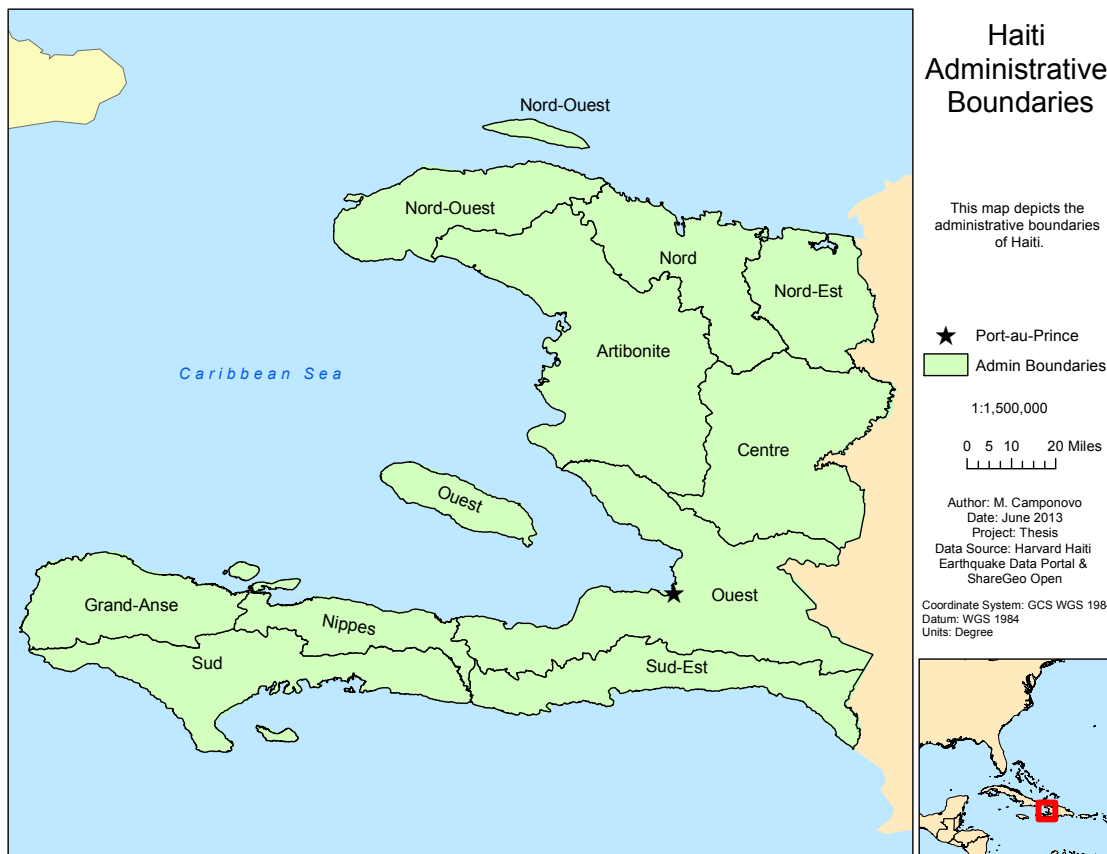 Haiti
Administrative
Boundaries
This map depicts the
administrative boundaries
of Haiti.
Port-au-Prince
Admin Boundaries
1:1,500,000
0 5 10 20 Miles
Author: M. Camponovo
Date: June 2013
Project: Thesis
Data Source: Harvard Haiti
Earthquake Data Portal &
ShareGeo Open
Coordinate System: GCS WGS 198
Datum: WGS 1984
Units: Degree
Nord-Ouest
Nord-Ouest
Nord
Nord-Est
Artibonite
Caribbean Sea
Centre
Ouest
Ouest
Grand-Anse
Nippes
Sud
Sud-Est